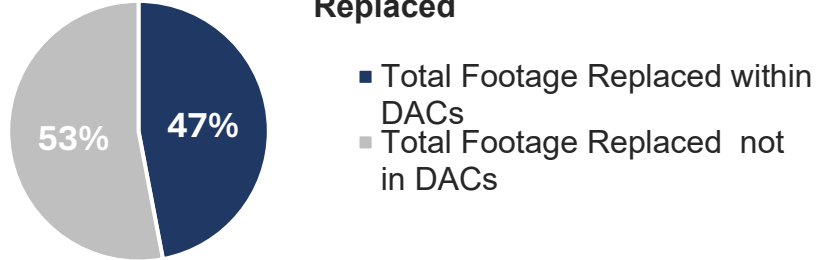 Replaced
Total Footage Replaced within
DACs
Total Footage Replaced  not
in DACs
53%
47%